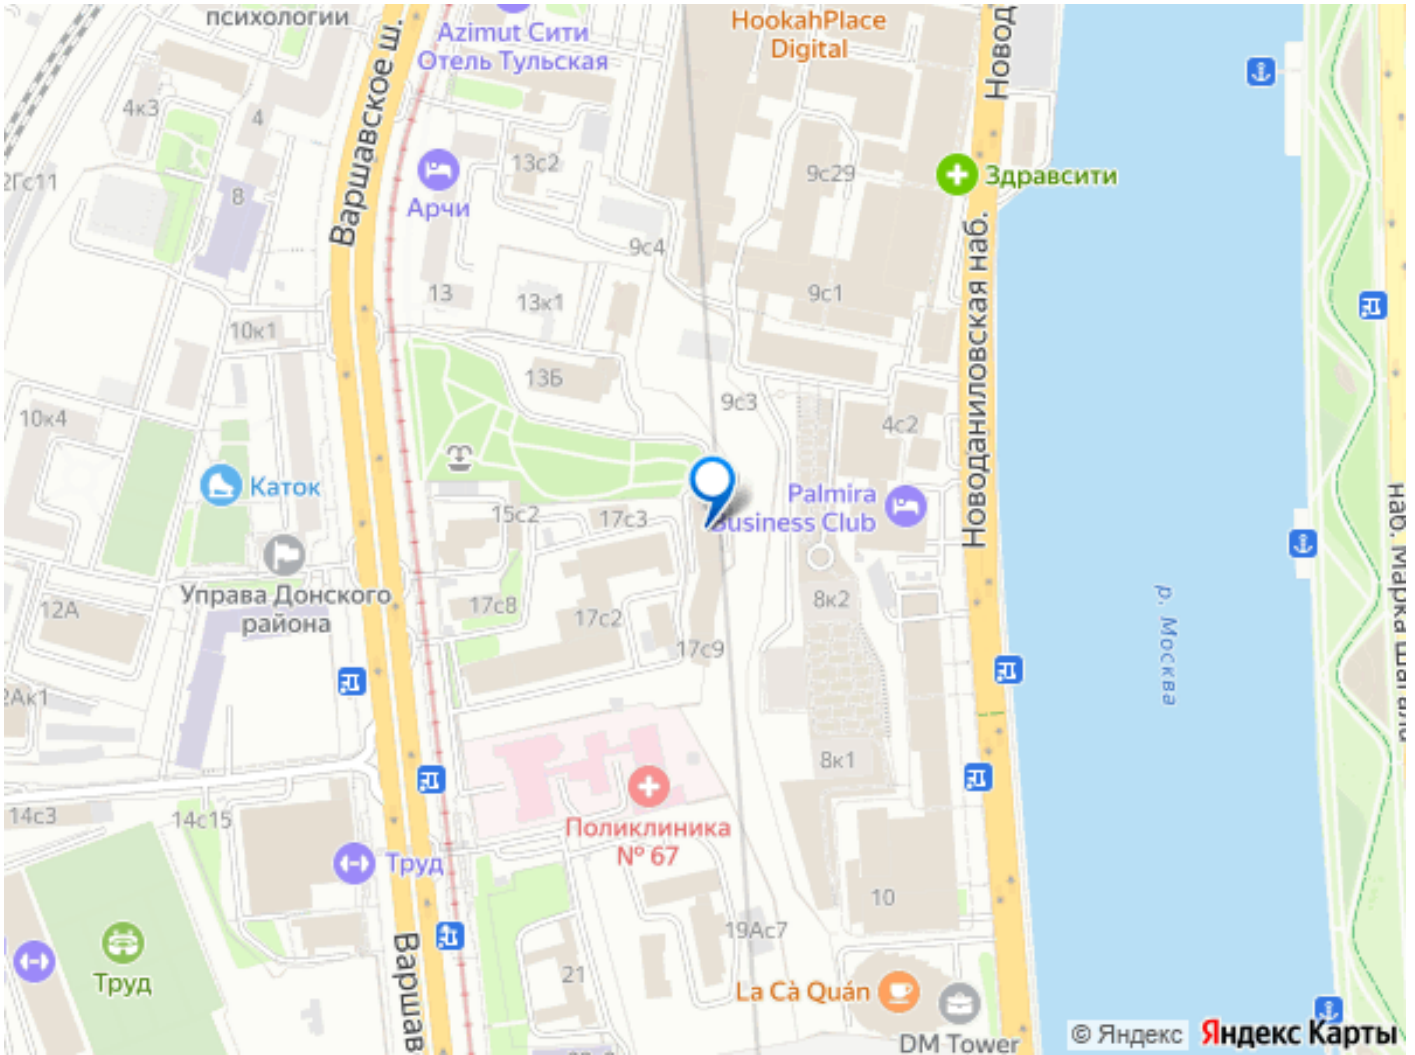 психологии
Azimut Сити
Отель Тульская
HookahPlace
Digital
Новод
Варшавское ш.
4к3
4
13с2
9с29
Здравсити
2Гс11
8
Арчи
9с4
Новоданиловская наб.
13
13к1
9с1
10к1
13Б
9с3
10к4
4с2
Каток
Palmira
Business Club
15с2
17с3
наб. Марка Шагала
Управа Донского
района
12А
17с8
17с2
8к2
р. Москва
17с9
2Ак1
8к1
14с3
14с15
Поликлиника
№ 67
Труд
10
19Ас7
Варшав
Труд
21
La Cà Quán
DM Tower
© Яндекс
Яндекс Карты